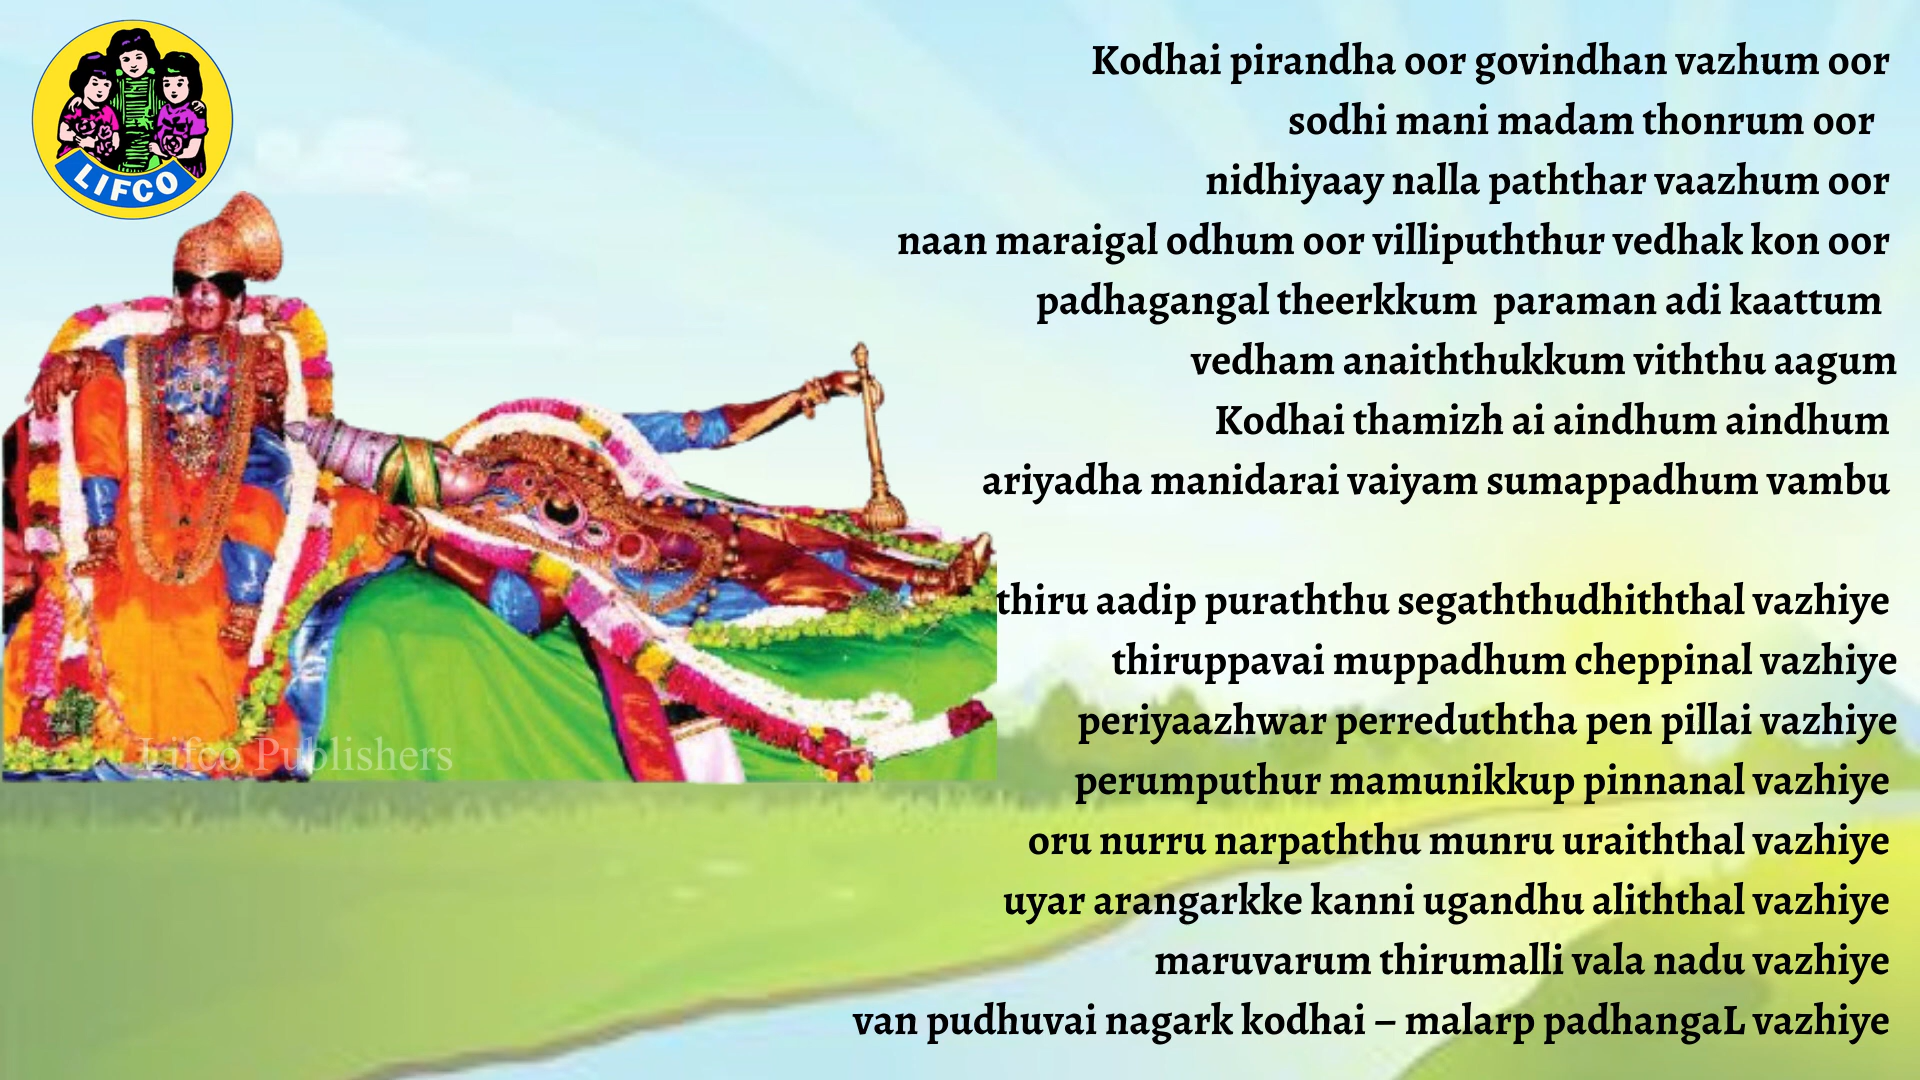 LIFCO
Kodhai pirandha oor govindhan vazhum oor
sodhi mani madam thonrum oor
nidhiyaay nalla paththar vaazhum oor
naan maraigal odhum oor villipuththur vedhak kon oor
padhagangal theerkkum paraman adi kaattum
vedham anaiththukkum viththu aagum
Kodhai thamizh ai aindhum aindhum
ariyadha manidarai vaiyam sumappadhum vambu
thiru aadip puraththu segaththudhiththal vazhiye
thiruppavai muppadhum cheppinal vazhiye
periyaazhwar perreduththa pen pillai vazhiye
perumputhur mamunikkup pinnanal vazhiye
oru nurru narpaththu munru uraiththal vazhiye
uyar arangarkke kanni ugandhu aliththal vazhiye
maruvarum thirumalli vala nadu vazhiye
van pudhuvai nagark kodhai – malarp padhangaL vazhiye
Lifco Publishers